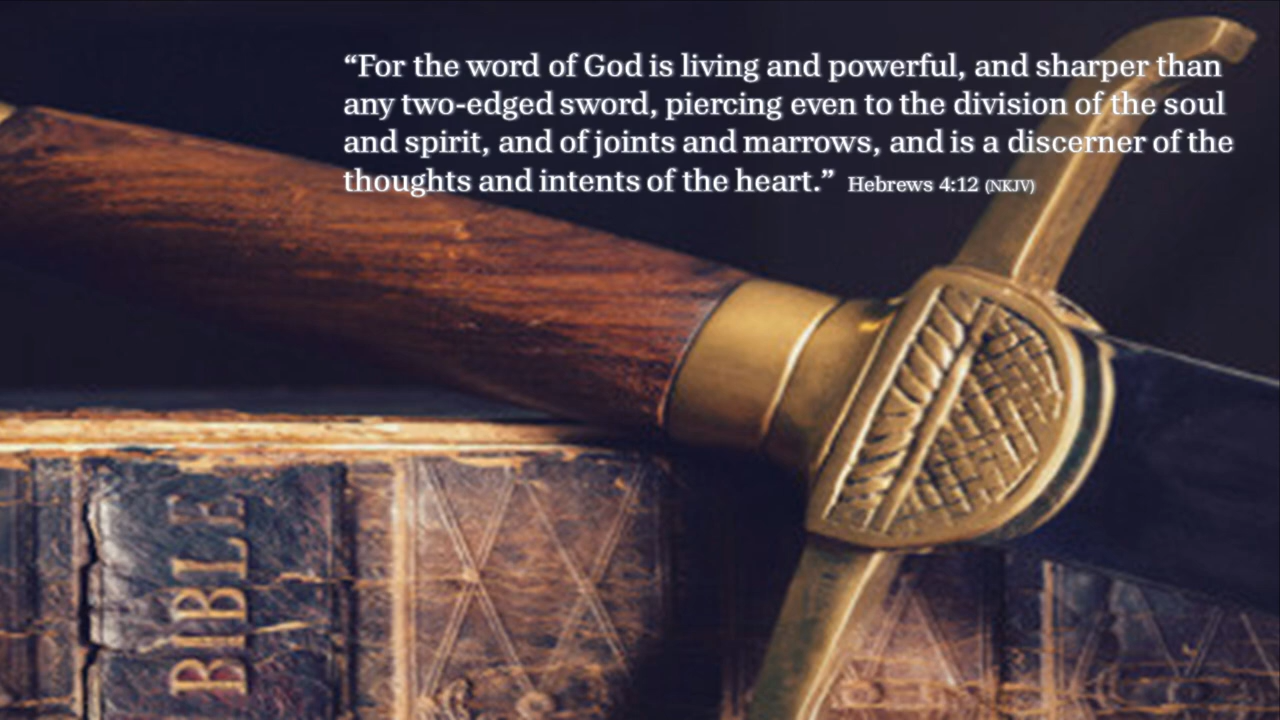 “For the word of God is living and powerful, and sharper than
any two-edged sword, piercing even to the division of the soul
and spirit, and of joints and marrows, and is a discerner of the
thoughts and intents of the heart.” Hebrews 4:12 (NKJV)
BIBLE